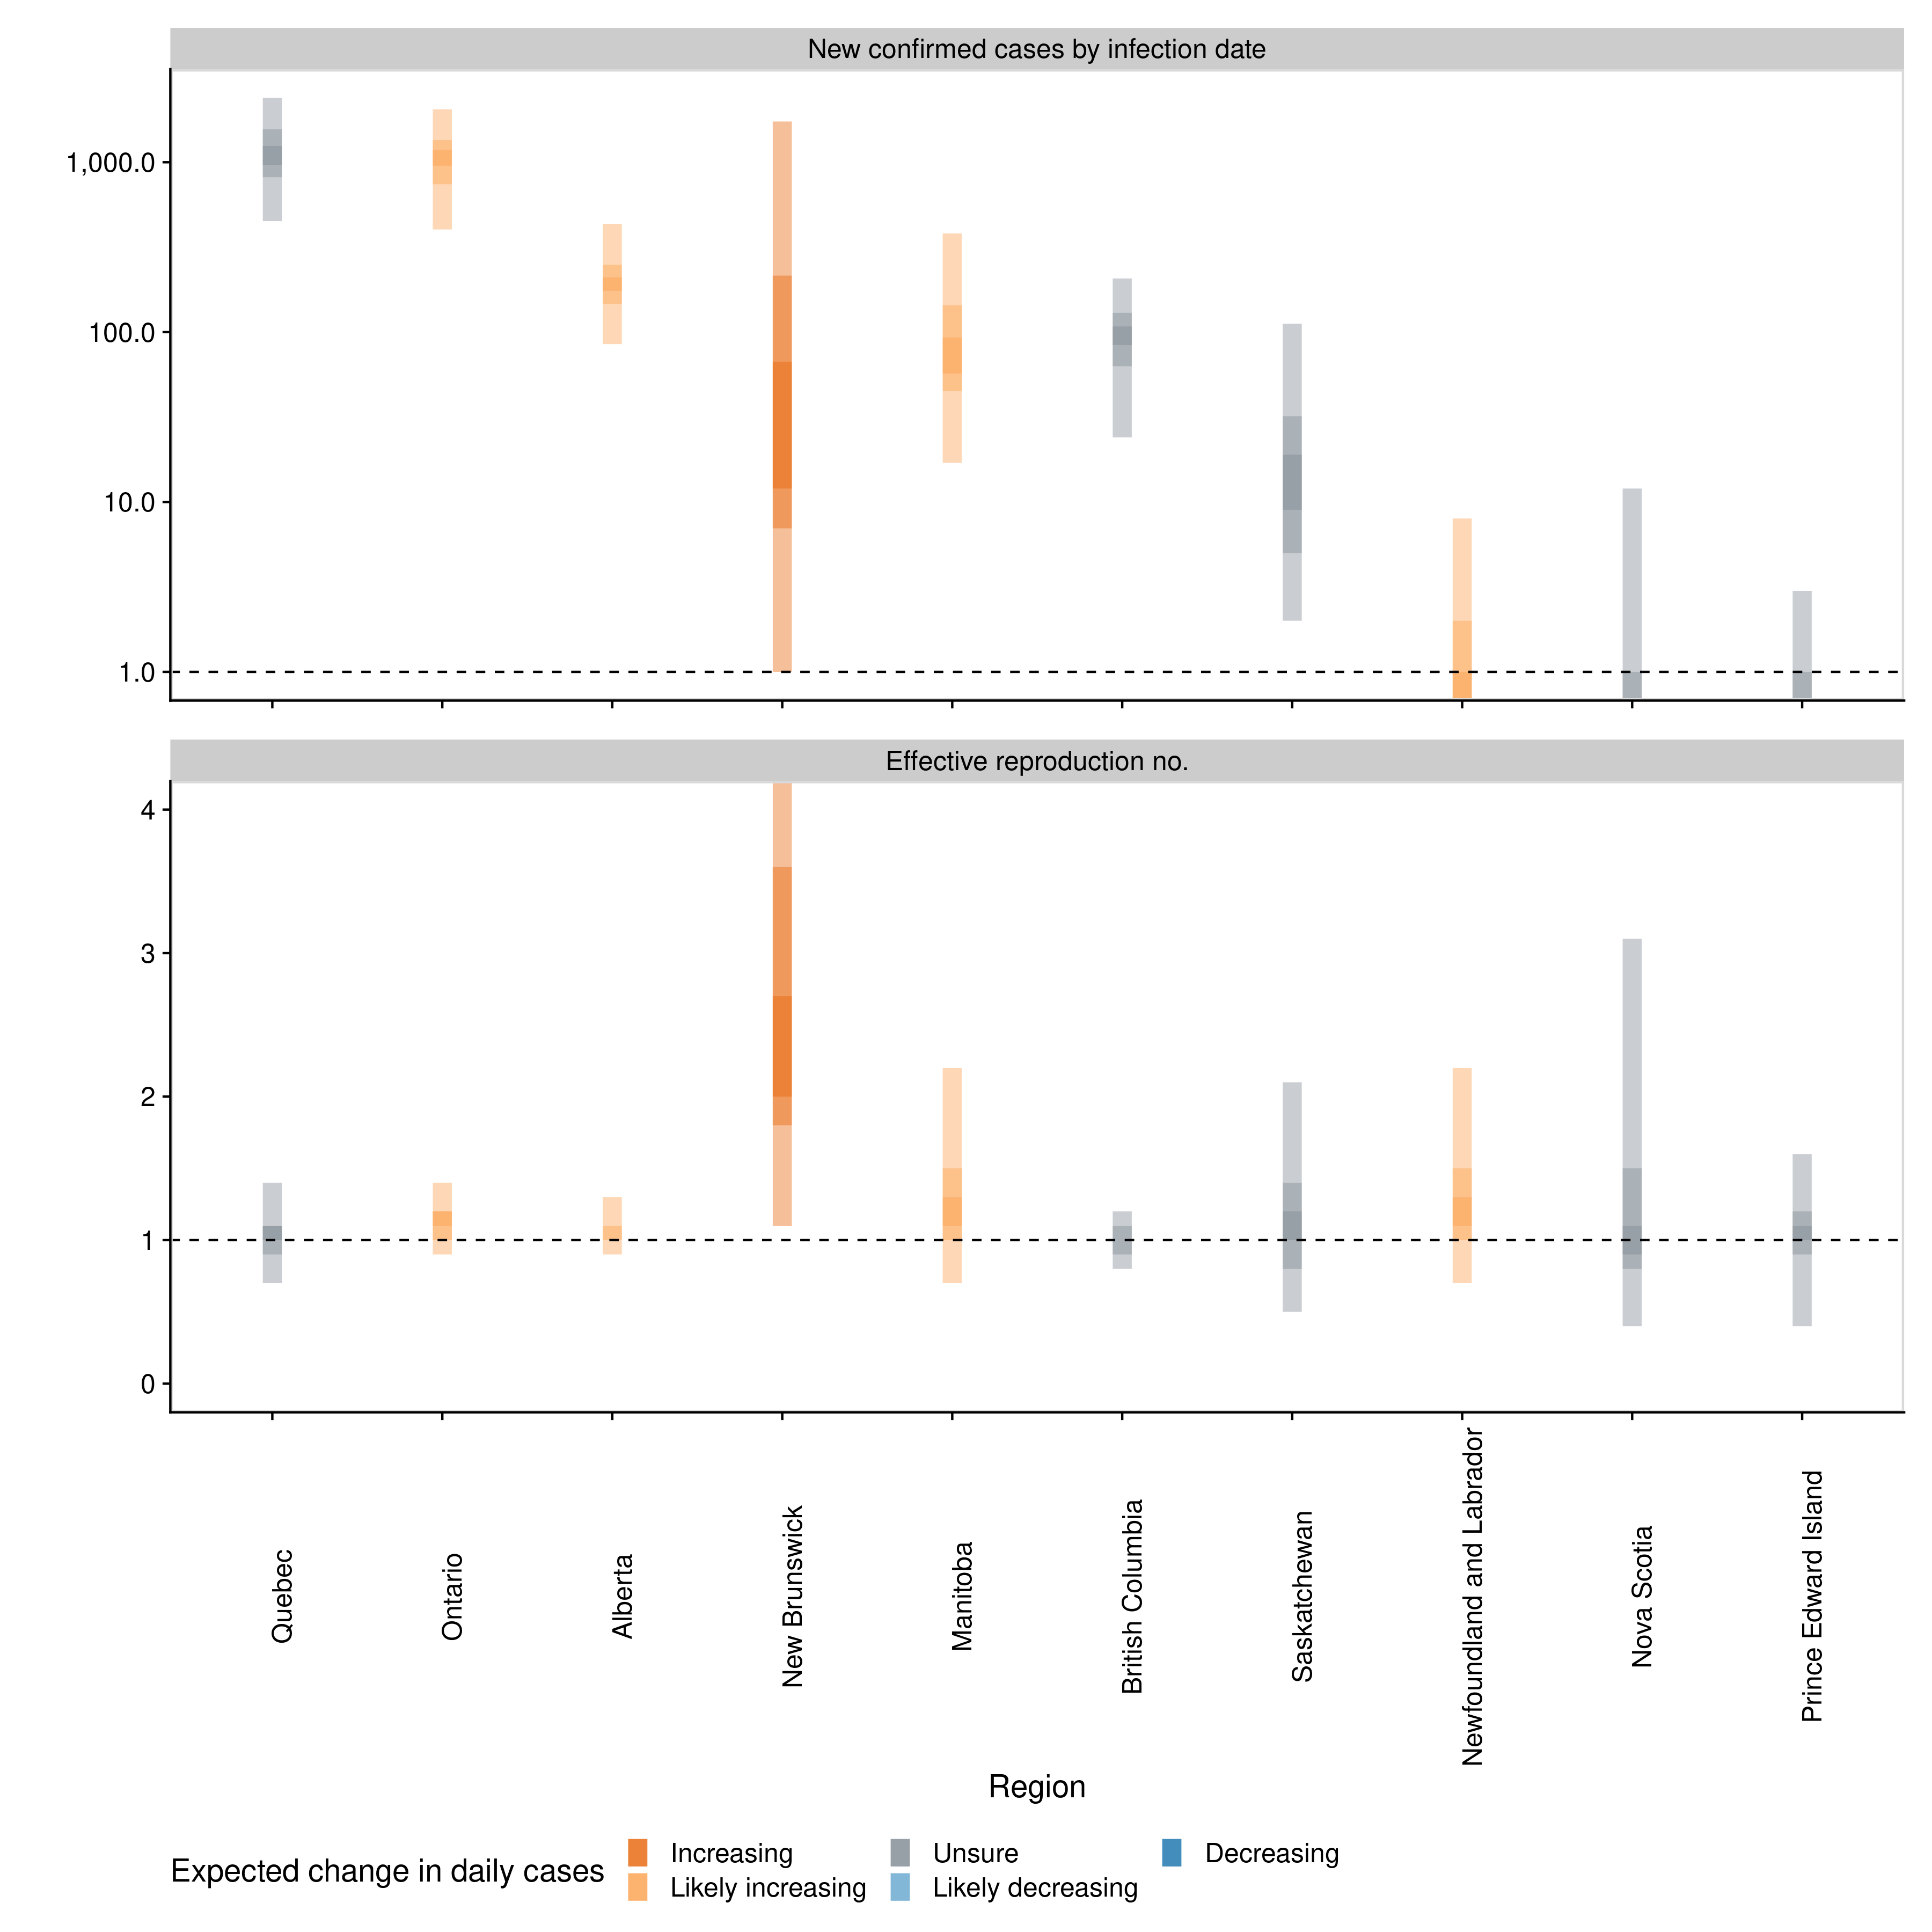 New confirmed cases by infection date
1,000.0
100.0
10.0
1.0
Effective reproduction no.
4
3
2
1
0
Quebec
Ontario
Alberta
New Brunswick
Manitoba
British Columbia
Saskatchewan
Newfoundland and Labrador
Nova Scotia
Prince Edward Island
Region
Expected change in daily cases
Increasing
Likely increasing
Unsure
Likely decreasing
Decreasing